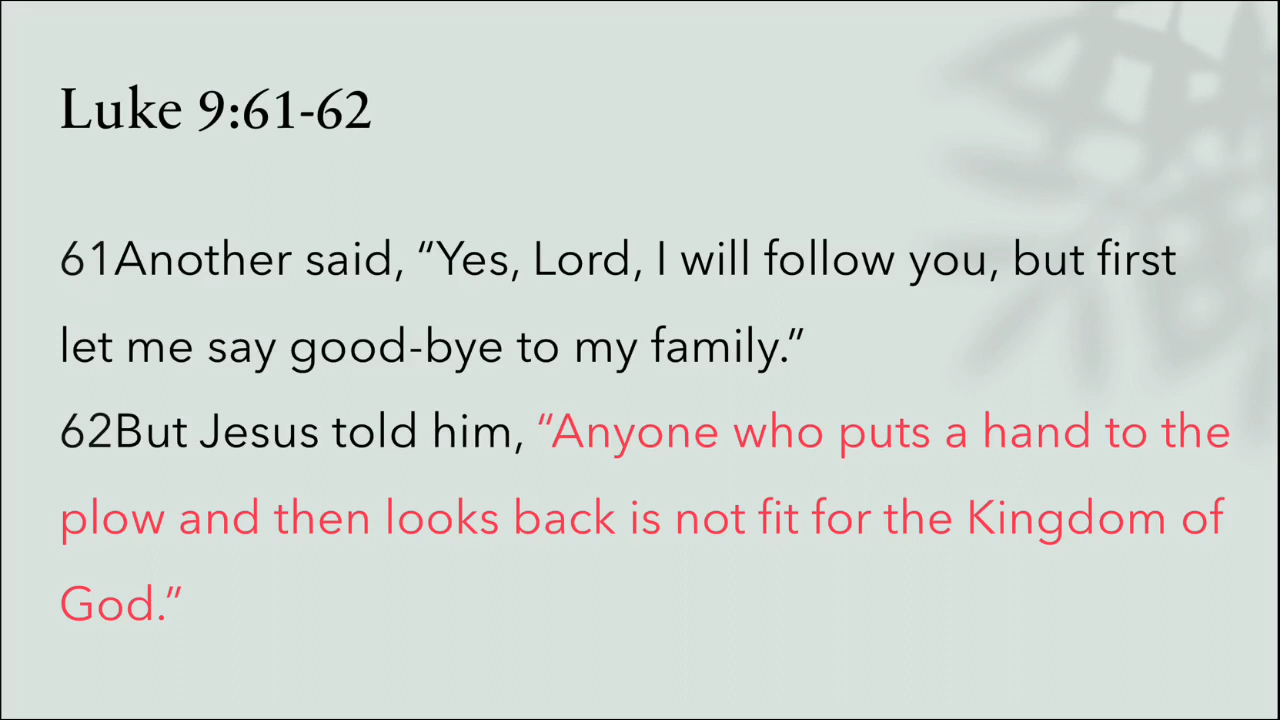 Luke 9:61-62
61Another said, “Yes, Lord, I will follow you, but first
let me say good-bye to my family.”
62But Jesus told him, “Anyone who puts a hand to the
plow and then looks back is not fit for the Kingdom of
God.”